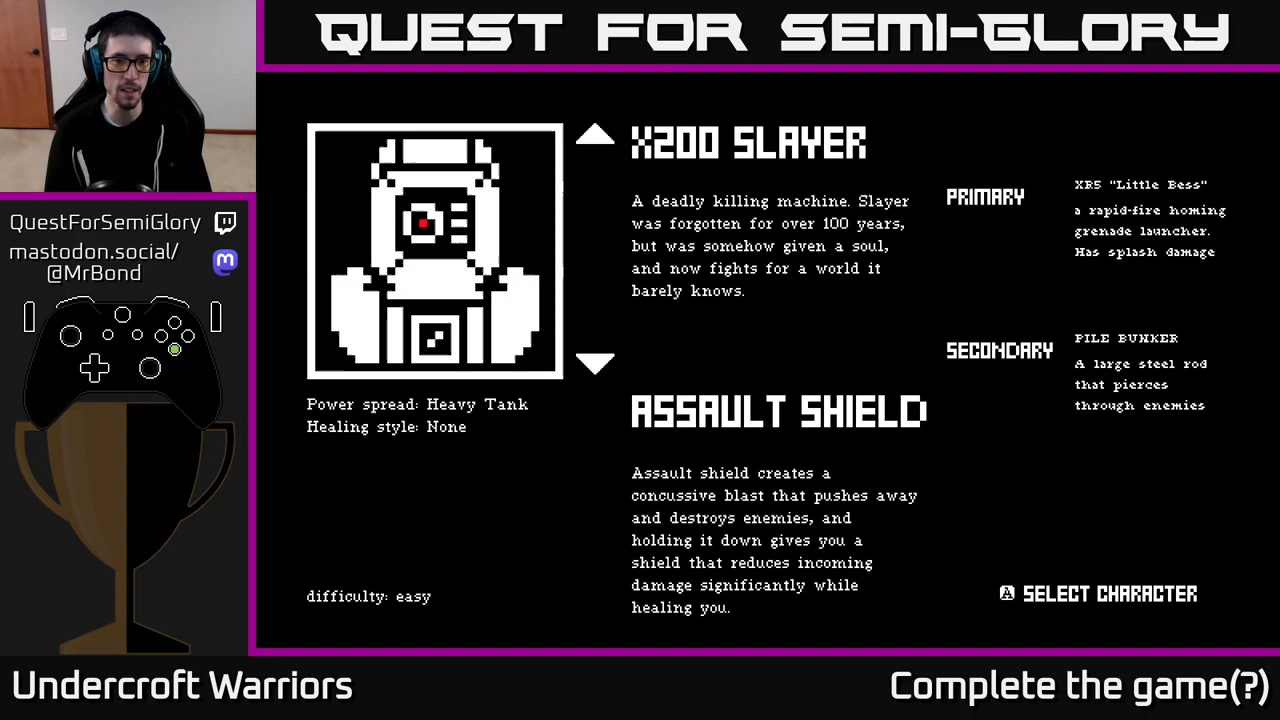 QUEST FOR SEMI-GLORY
QuestForSemiGlory
mastodon.social/
@MrBond
X200 SLAYER
A deadly killing machine. Slayer
was forgotten for over 100 years,
but was somehow given a soul,
and now fights for a world it
barely knows.
PRIMARY
XR5 "Little Bess"
a rapid-fire homing
grenade launcher.
Has splash damage
SECONDARY
PILE BUNKER
A large steel rod
that pierces
through enemies
Power spread: Heavy Tank
Healing style: None
ASSAULT SHIELD
Assault shield creates a
concussive blast that pushes away
and destroys enemies, and
holding it down gives you a
shield that reduces incoming
damage significantly while
healing you.
difficulty: easy
A SELECT CHARACTER
Undercroft Warriors
Complete the game(?)